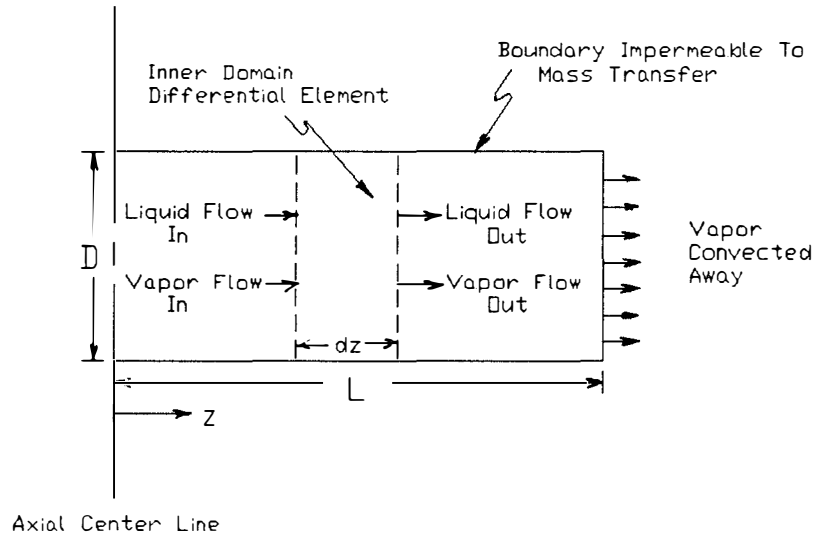 Boundary Impermeable To
Mass Transfer
Inner Domain
Differential Element
Liquid Flow
In
Liquid Flow
Out
Vapor
Convected
Away
D
Vapor Flow
In
Vapor Flow
Out
dz
L
z
Axial Center Line